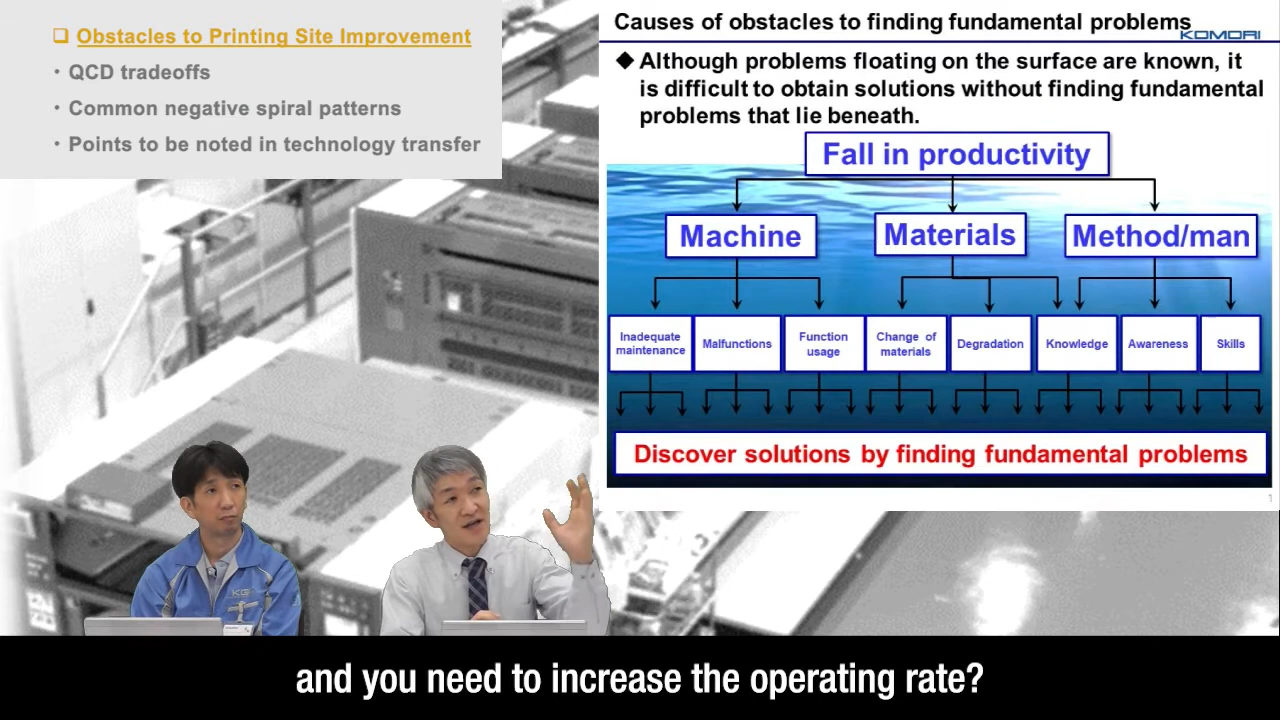 ❑ Obstacles to Printing Site Improvement
・QCD tradeoffs
・Common negative spiral patterns
・Points to be noted in technology transfer
Causes of obstacles to finding fundamental problems
KOMORI
◆ Although problems floating on the surface are known, it
is difficult to obtain solutions without finding fundamental
problems that lie beneath.
Fall in productivity
Machine
Materials
Method/man
Inadequate
maintenance
Malfunctions
Function
usage
Change of
materials
Degradation
Knowledge
Awareness
Skills
Discover solutions by finding fundamental problems
1
and you need to increase the operating rate?